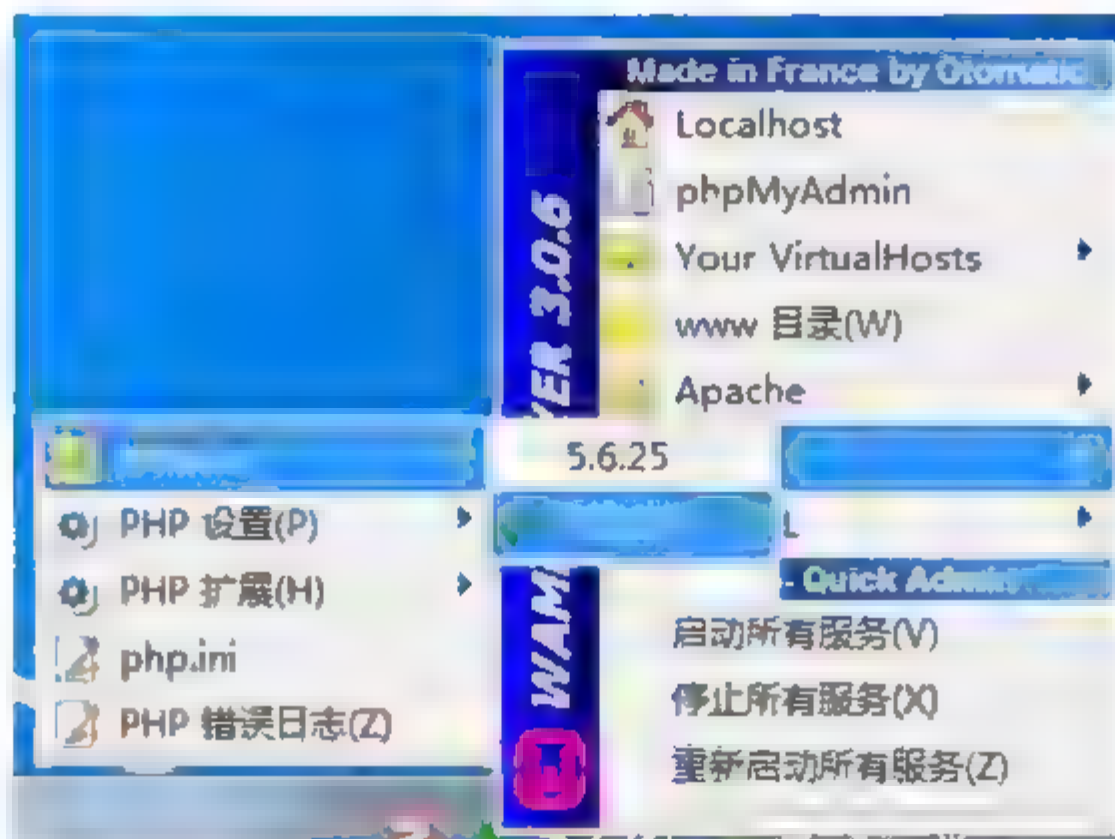 Made in France by Otomatic
Localhost
phpMyAdmin
Your VirtualHosts
www 目录(W)
Apache
5.6.25
L
Quick Admin
启动所有服务(V)
停止所有服务(X)
重新启动所有服务(Z)
PHP 设置(P)
PHP 扩展(H)
php.ini
PHP 错误日志(Z)
WAM
VER 3.0.6